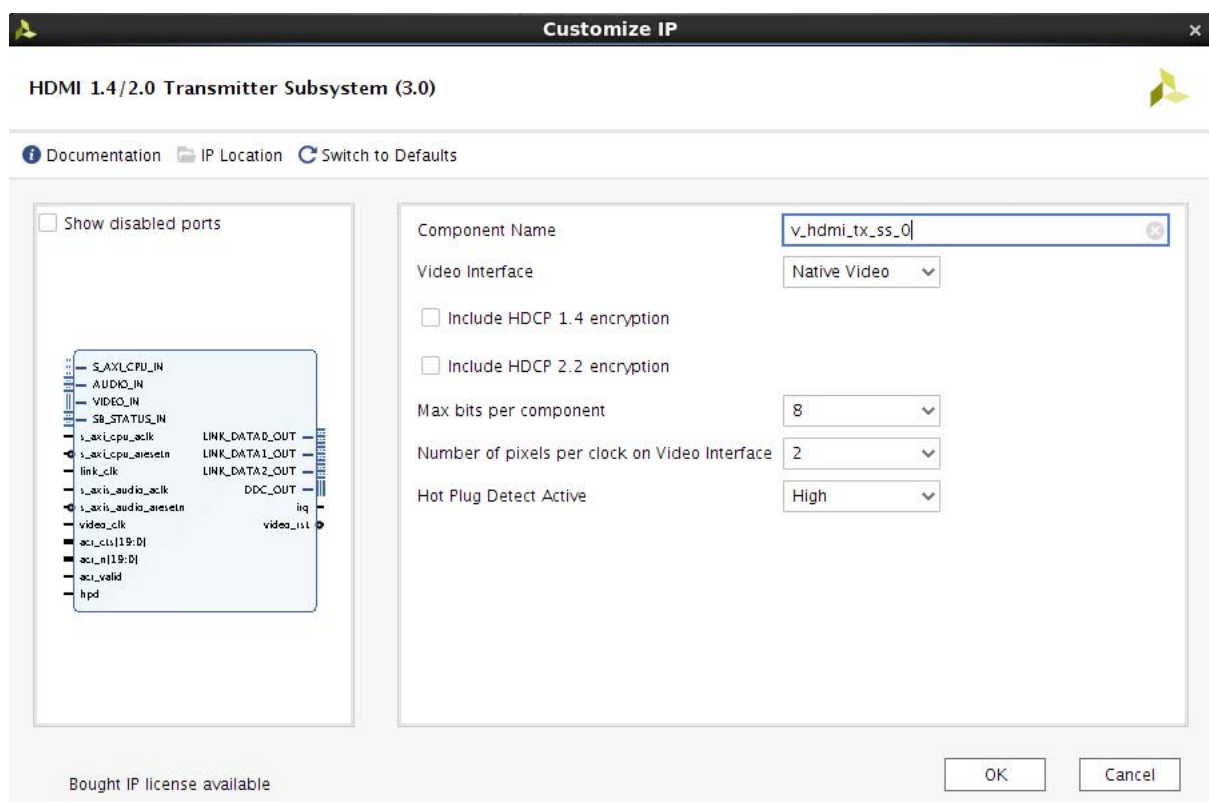 Customize IP
HDMI 1.4/2.0 Transmitter Subsystem (3.0)
Documentation IP Location Switch to Defaults
Show disabled ports
S_AXI_CPU_IN
AUDIO_IN
VIDEO_IN
SB_STATUS_IN
s_axi_cpu_aclk
s_axi_cpu_aresetn
link_clk
s_axis_audio_aclk
s_axis_audio_aresetn
video_clk
acr_cts[19:0]
acr_n[19:0]
acr_valid
hpd
LINK_DATA0_OUT
LINK_DATA1_OUT
LINK_DATA2_OUT
DDC_OUT
irq
video_rst
Component Name v_hdmi_tx_ss_0
Video Interface Native Video
Include HDCP 1.4 encryption
Include HDCP 2.2 encryption
Max bits per component 8
Number of pixels per clock on Video Interface 2
Hot Plug Detect Active High
Bought IP license available
OK Cancel